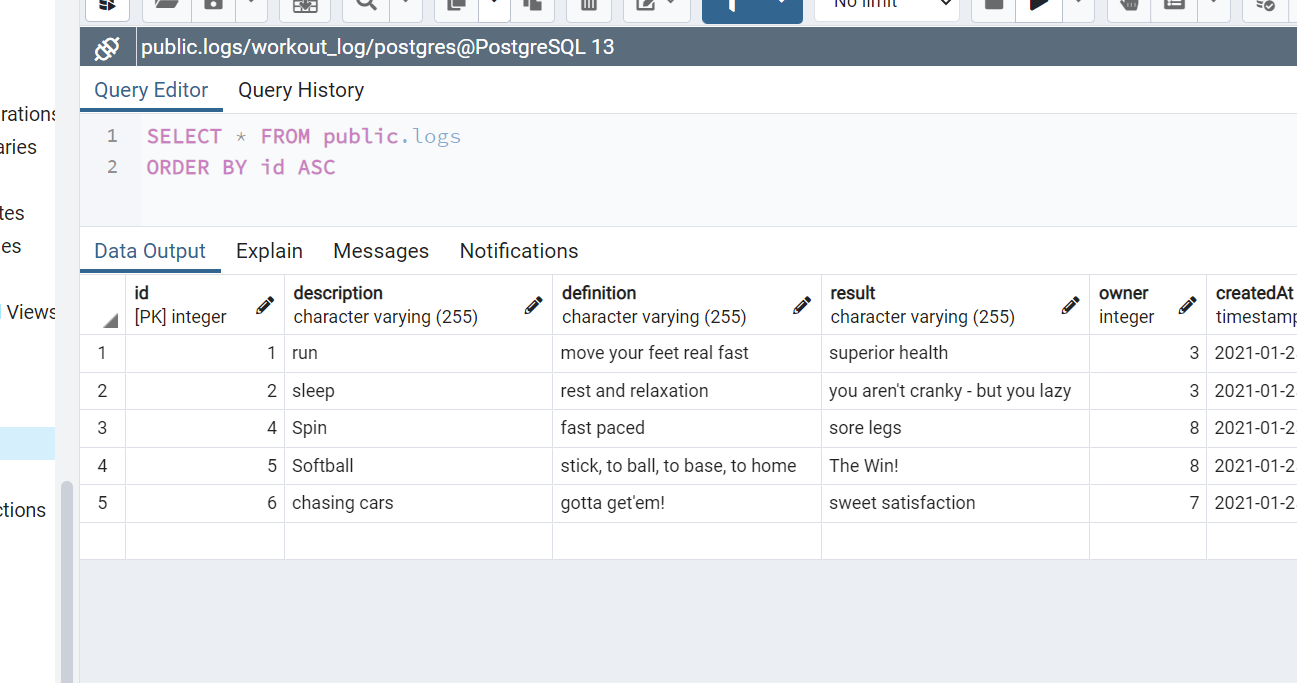 No limit
public.logs/workout_log/postgres@PostgreSQL 13
Query Editor Query History
1 SELECT * FROM public.logs
2 ORDER BY id ASC
Data Output Explain Messages Notifications
id description definition result owner createdAt
[PK] integer character varying (255) character varying (255) character varying (255) integer timestamp
1 1 run move your feet real fast superior health 3 2021-01-2
2 2 sleep rest and relaxation you aren't cranky - but you lazy 3 2021-01-2
3 4 Spin fast paced sore legs 8 2021-01-2
4 5 Softball stick, to ball, to base, to home The Win! 8 2021-01-2
5 6 chasing cars gotta get'em! sweet satisfaction 7 2021-01-2
rations
aries
tes
es
Views
ctions